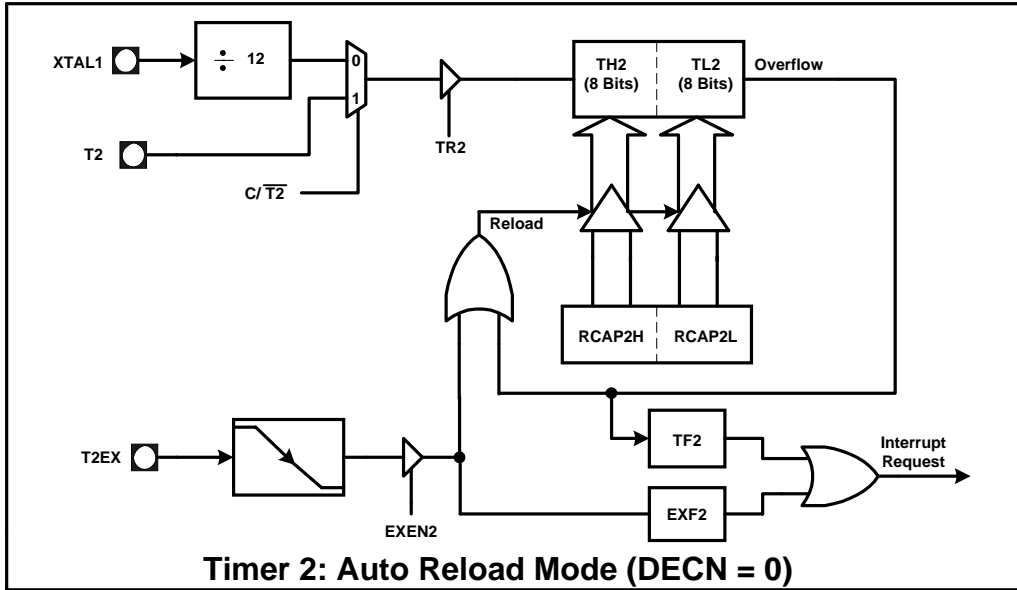 XTAL1
÷ 12
0
1
T2
C/T2
TR2
TH2
(8 Bits)
TL2
(8 Bits)
Overflow
Reload
RCAP2H
RCAP2L
T2EX
EXEN2
TF2
EXF2
Interrupt
Request
Timer 2: Auto Reload Mode (DECN = 0)